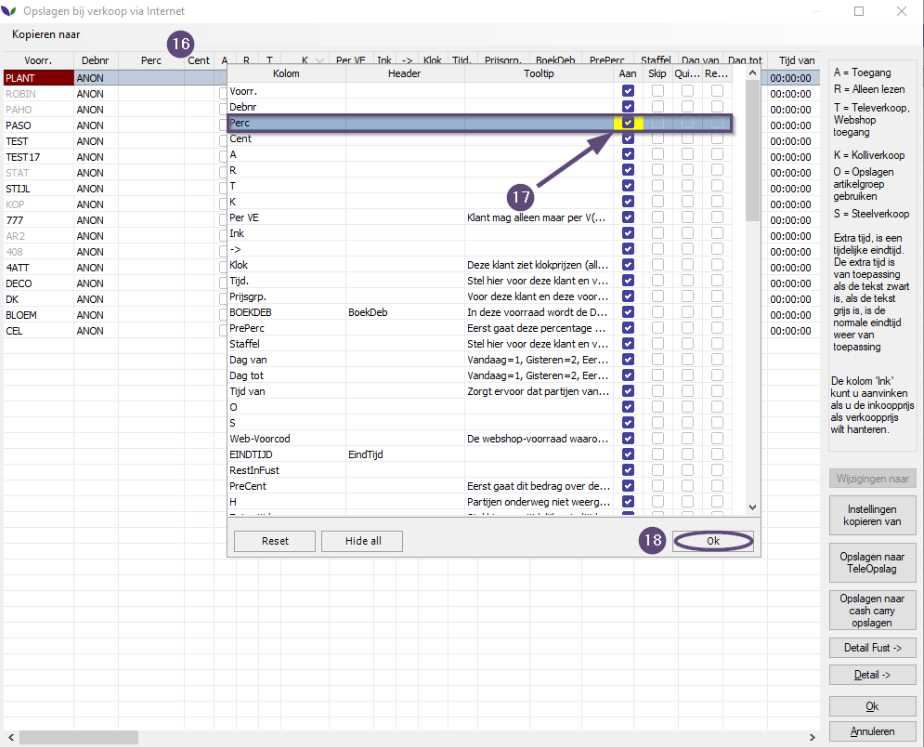 Opslagen bij verkoop via Internet
Kopieren naar
16
Voorr. Debnr Perc Cent A R T K Per VE Ink -> Klok Tijd. Prijsgrp. BoekDeb PrePerc Staffel Dag van Dag tot Tijd van
PLANT ANON 00:00:00
ROBIN ANON 00:00:00
PAHO ANON 00:00:00
PASO ANON 00:00:00
TEST ANON 00:00:00
TEST17 ANON 00:00:00
STAT ANON 00:00:00
STIJL ANON 00:00:00
KOP ANON 00:00:00
777 ANON 00:00:00
AR2 ANON 00:00:00
408 ANON 00:00:00
4ATT ANON 00:00:00
DECO ANON 00:00:00
DK ANON 00:00:00
BLOEM ANON 00:00:00
CEL ANON 00:00:00
Kolom Header Tooltip Aan Skip Qui... Re...
Voorr.
Debnr
Perc
Cent
A
R
T
K
17
Per VE Klant mag alleen maar per V(...
Ink
->
Klok Deze klant ziet klokprijzen (all...
Tijd. Stel hier voor deze klant en v...
Prijsgrp. Voor deze klant en deze voor...
BOEKDEB BoekDeb In deze voorraad wordt de D...
PrePerc Eerst gaat deze percentage ...
Staffel Stel hier voor deze klant en v...
Dag van Vandaag=1, Gisteren=2, Eer...
Dag tot Vandaag=1, Gisteren=2, Eer...
Tijd van Zorgt ervoor dat partijen van...
O
S
Web-Voorcod De webshop-voorraad waaro...
EINDTIJD EindTijd
RestInFust
PreCent Eerst gaat dit bedrag over de...
H Partijen onderweg niet weerg...
Reset Hide all 18 Ok
A = Toegang
R = Alleen lezen
T = Televerkoop,
Webshop
toegang
K = Kolliverkoop
O = Opslagen
artikelgroep
gebruiken
S = Steelverkoop
Extra tijd, is een
tijdelijke eindtijd.
De extra tijd is
van toepassing
als de tekst zwart
is, als de tekst
grijs is, is de
normale eindtijd
weer van
toepassing
De kolom 'Ink'
kunt u aanvinken
als u de inkoopprijs
als verkoopprijs
wilt hanteren.
Wijzigingen naar
Instellingen
kopieren van
Opslagen naar
TeleOpslag
Opslagen naar
cash carry
opslagen
Detail Fust ->
Detail ->
Ok
Annuleren